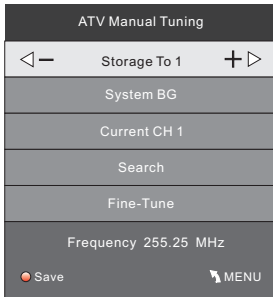 ATV Manual Tuning
Storage To 1
System BG
Current CH 1
Search
Fine-Tune
Frequency 255.25 MHz
Save MENU